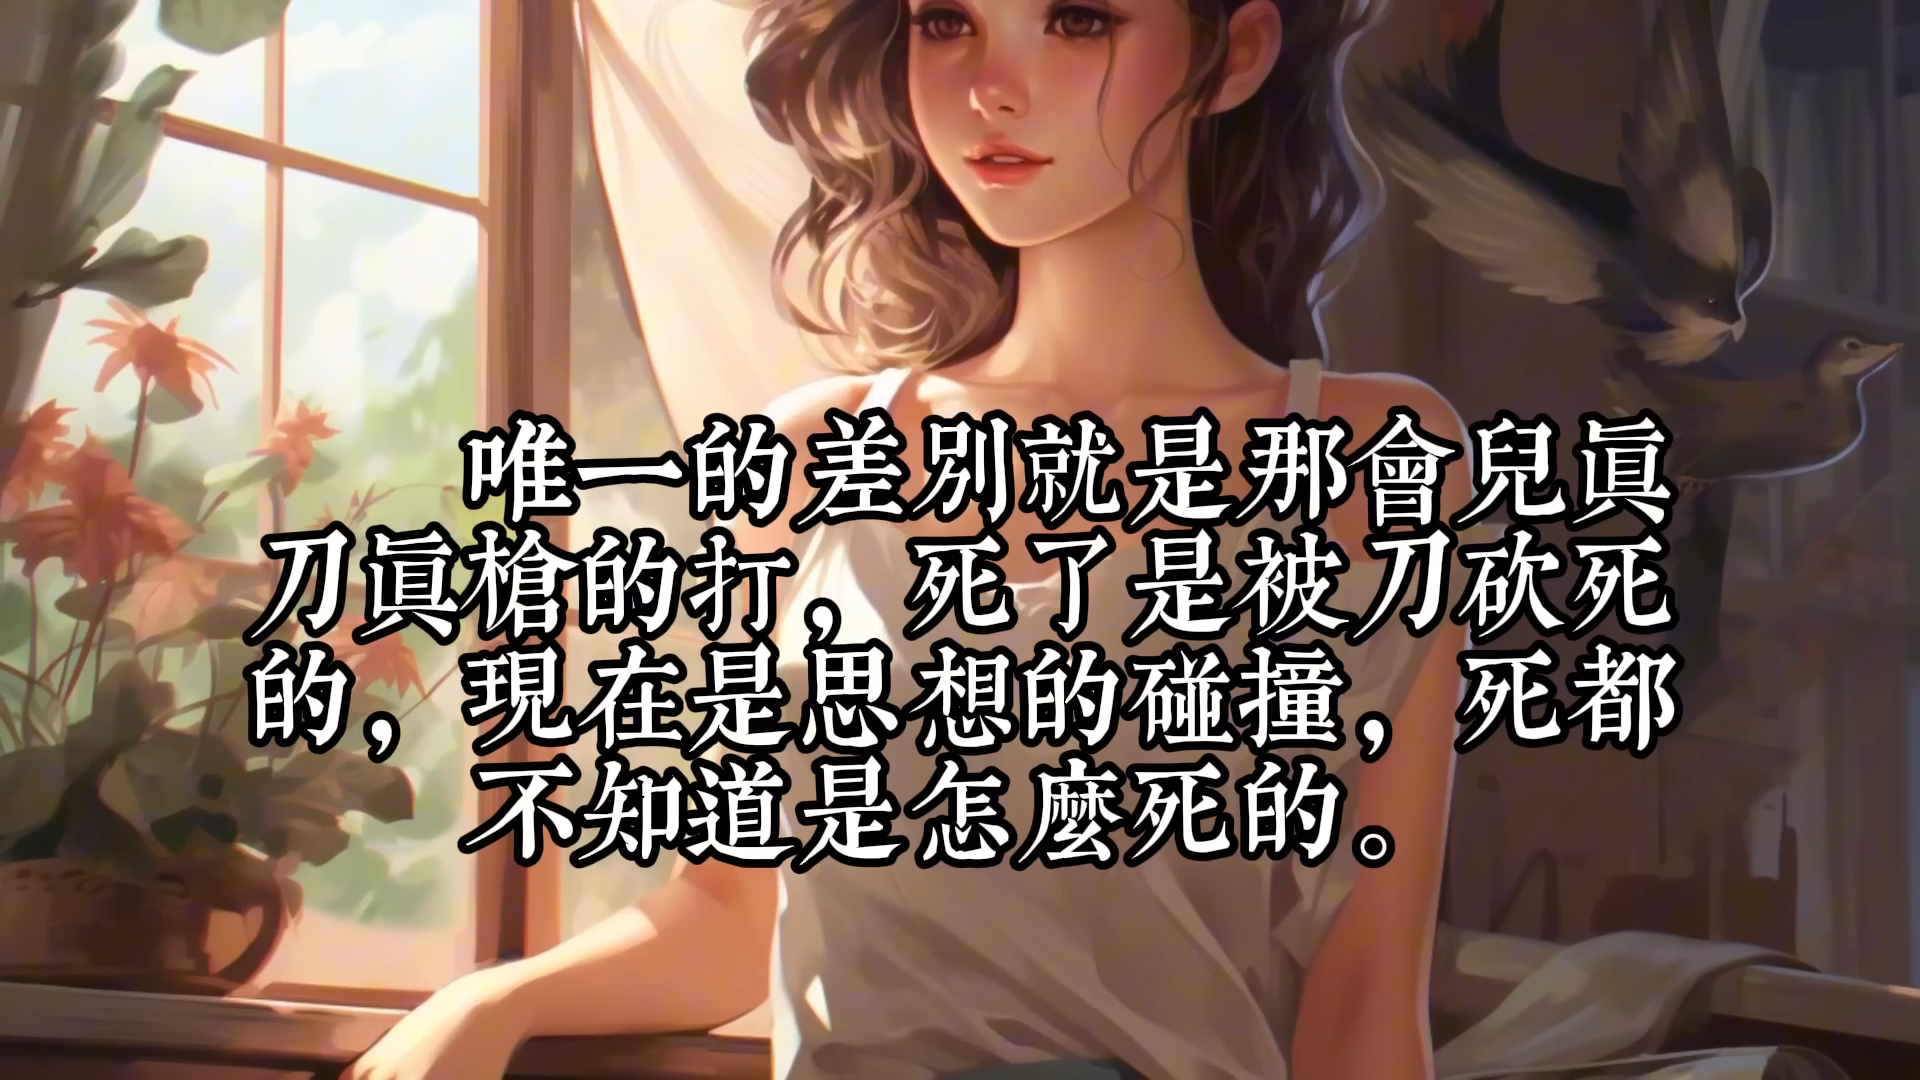 唯一的差別就是那會兒眞
刀眞槍的打，死了是被刀砍死
的，現在是思想的碰撞，死都
不知道是怎麼死的。